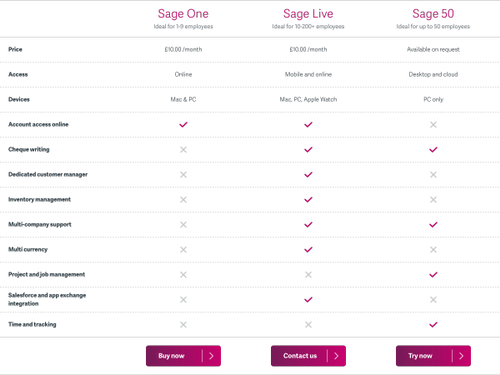 Sage One Sage Live Sage 50
Ideal for 1-9 employees Ideal for 10-200+ employees Ideal for up to 50 employees
Price £10.00 /month £10.00 /month Available on request
Access Online Mobile and online Desktop and cloud
Devices Mac & PC Mac, PC, Apple Watch PC only
Account access online
Cheque writing
Dedicated customer manager
Inventory management
Multi-company support
Multi currency
Project and job management
Salesforce and app exchange
integration
Time and tracking
Buy now Contact us Try now